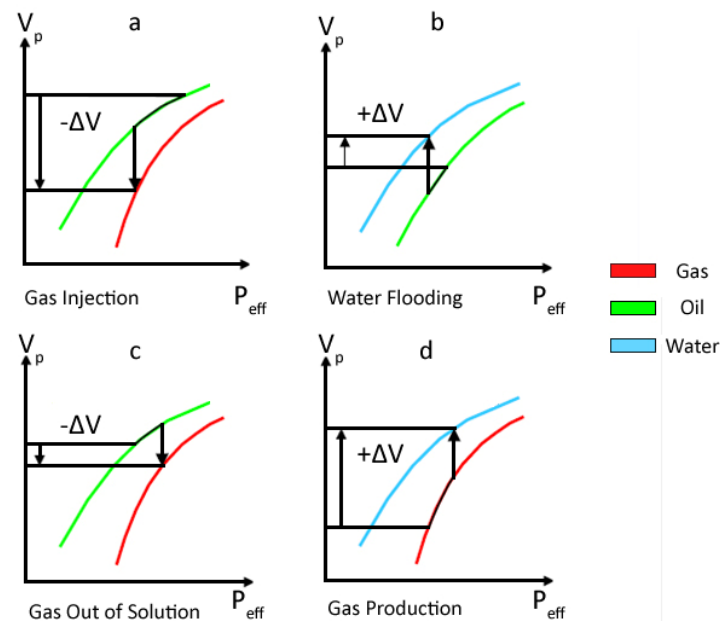 V p a
-ΔV
Gas Injection P eff
V p b
+ΔV
Water Flooding P eff
Gas
Oil
Water
V p c
-ΔV
Gas Out of Solution P eff
V p d
+ΔV
Gas Production P eff